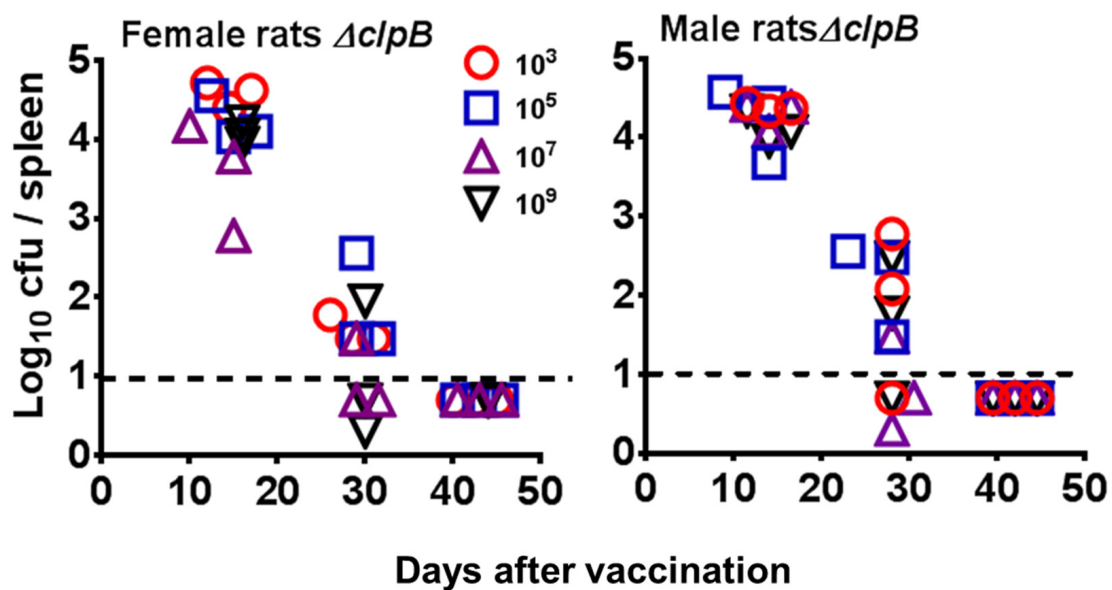 Female rats ΔclpB
Male ratsΔclpB
10³
10⁵
10⁷
10⁹
Log₁₀ cfu / spleen
5
4
3
2
1
0
0 10 20 30 40 50
5
4
3
2
1
0
0 10 20 30 40 50
Days after vaccination